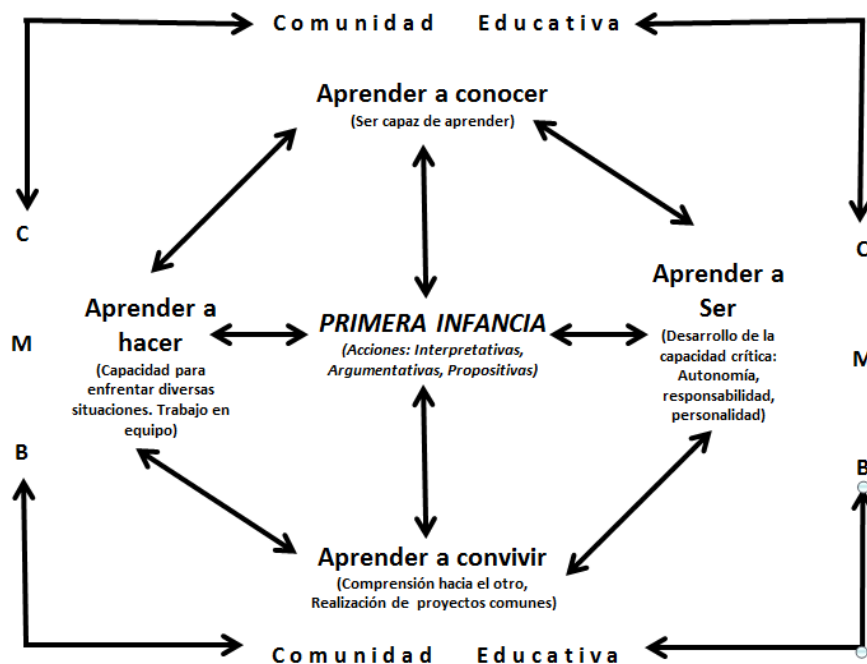 Comunidad Educativa
Aprender a conocer
(Ser capaz de aprender)
C
C
Aprender a
Ser
(Desarrollo de la
capacidad crítica:
Autonomía,
responsabilidad,
personalidad)
Aprender a
hacer
(Capacidad para
enfrentar diversas
situaciones. Trabajo en
equipo)
PRIMERA INFANCIA
(Acciones: Interpretativas,
Argumentativas, Propositivas)
M
M
B
B
Aprender a convivir
(Comprensión hacia el otro,
Realización de proyectos comunes)
Comunidad Educativa